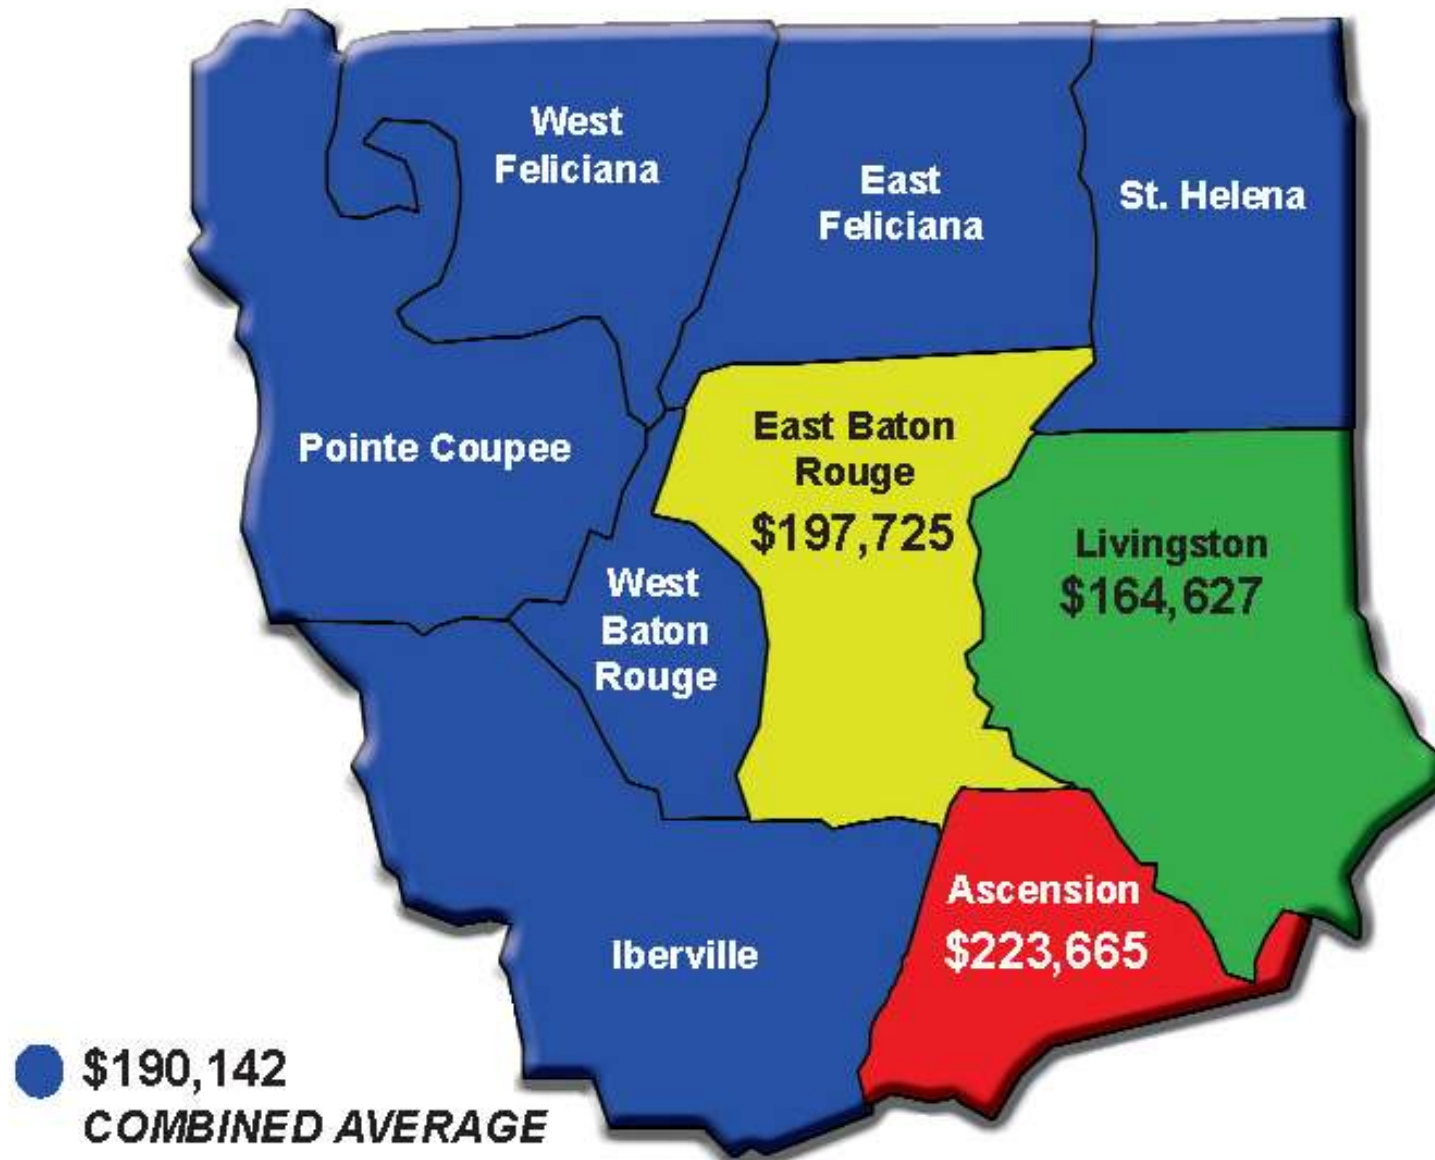 West
Feliciana
East
Feliciana
St. Helena
Pointe Coupee
East Baton
Rouge
$197,725
Livingston
$164,627
West
Baton
Rouge
Ascension
$223,665
Iberville
$190,142
COMBINED AVERAGE